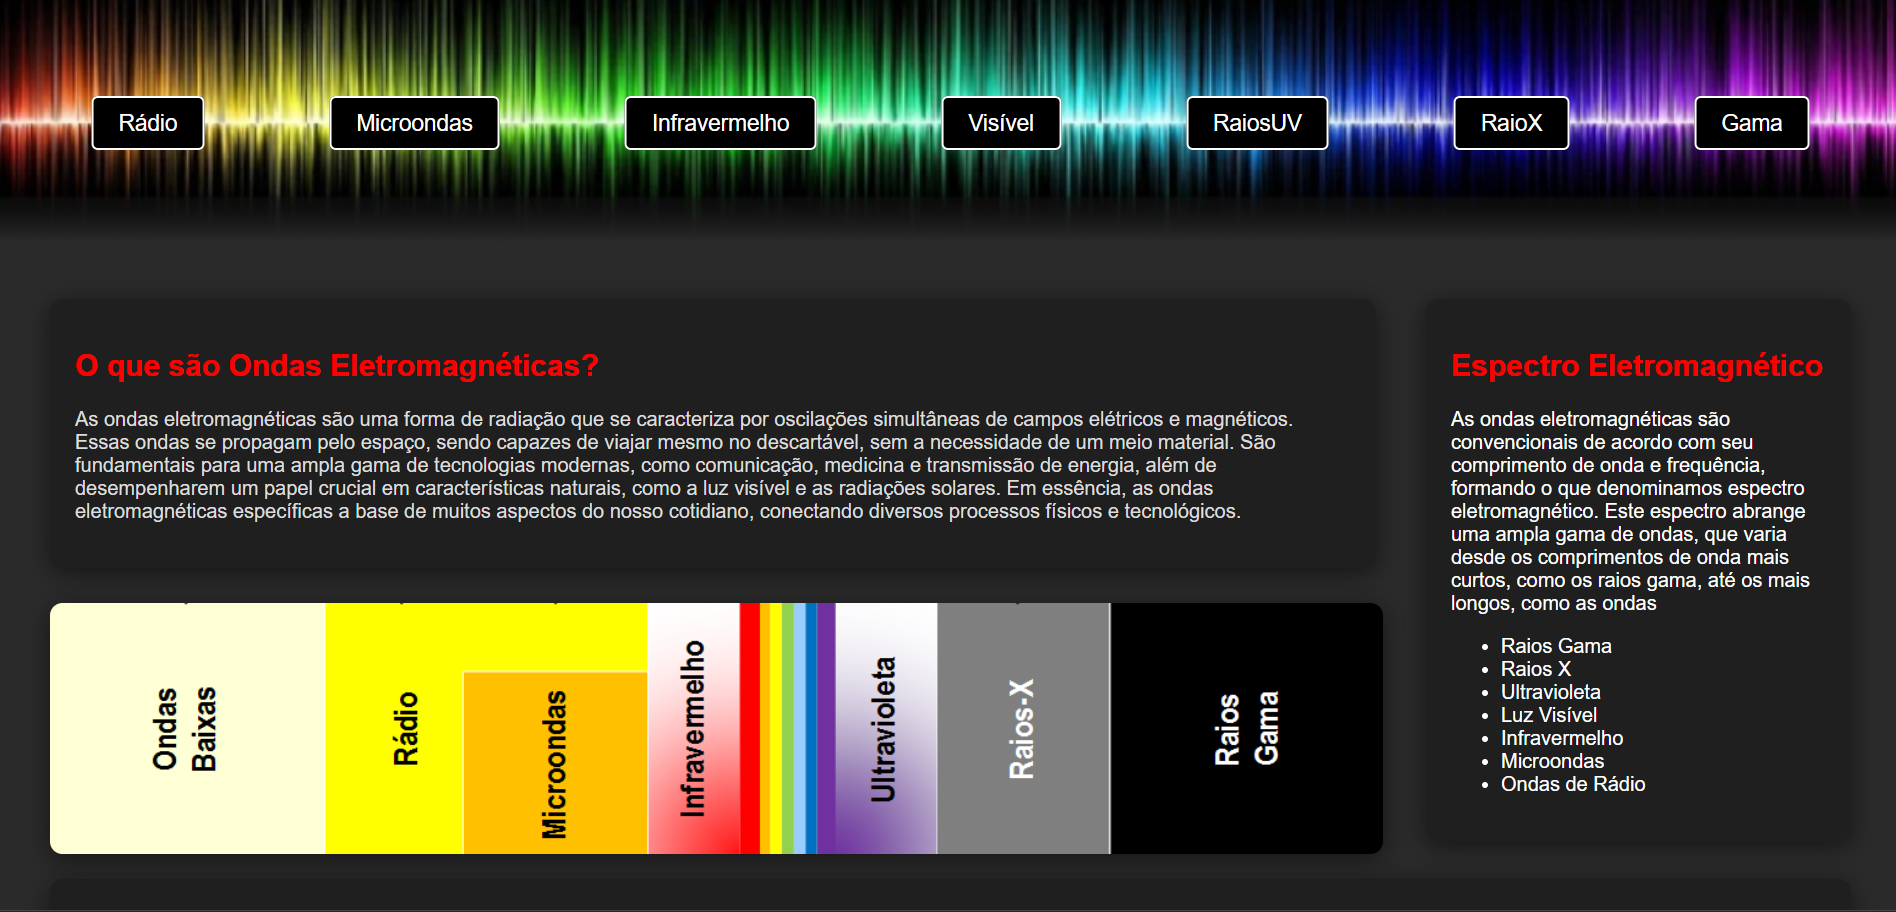 Rádio
Microondas
Infravermelho
Visível
RaiosUV
RaioX
Gama
O que são Ondas Eletromagnéticas?
As ondas eletromagnéticas são uma forma de radiação que se caracteriza por oscilações simultâneas de campos elétricos e magnéticos.
Essas ondas se propagam pelo espaço, sendo capazes de viajar mesmo no descartável, sem a necessidade de um meio material. São
fundamentais para uma ampla gama de tecnologias modernas, como comunicação, medicina e transmissão de energia, além de
desempenharem um papel crucial em características naturais, como a luz visível e as radiações solares. Em essência, as ondas
eletromagnéticas específicas a base de muitos aspectos do nosso cotidiano, conectando diversos processos físicos e tecnológicos.
Ondas
Baixas
Rádio
Microondas
Infravermelho
Ultravioleta
Raios-X
Raios
Gama
Espectro Eletromagnético
As ondas eletromagnéticas são
convencionais de acordo com seu
comprimento de onda e frequência,
formando o que denominamos espectro
eletromagnético. Este espectro abrange
uma ampla gama de ondas, que varia
desde os comprimentos de onda mais
curtos, como os raios gama, até os mais
longos, como as ondas
• Raios Gama
• Raios X
• Ultravioleta
• Luz Visível
• Infravermelho
• Microondas
• Ondas de Rádio